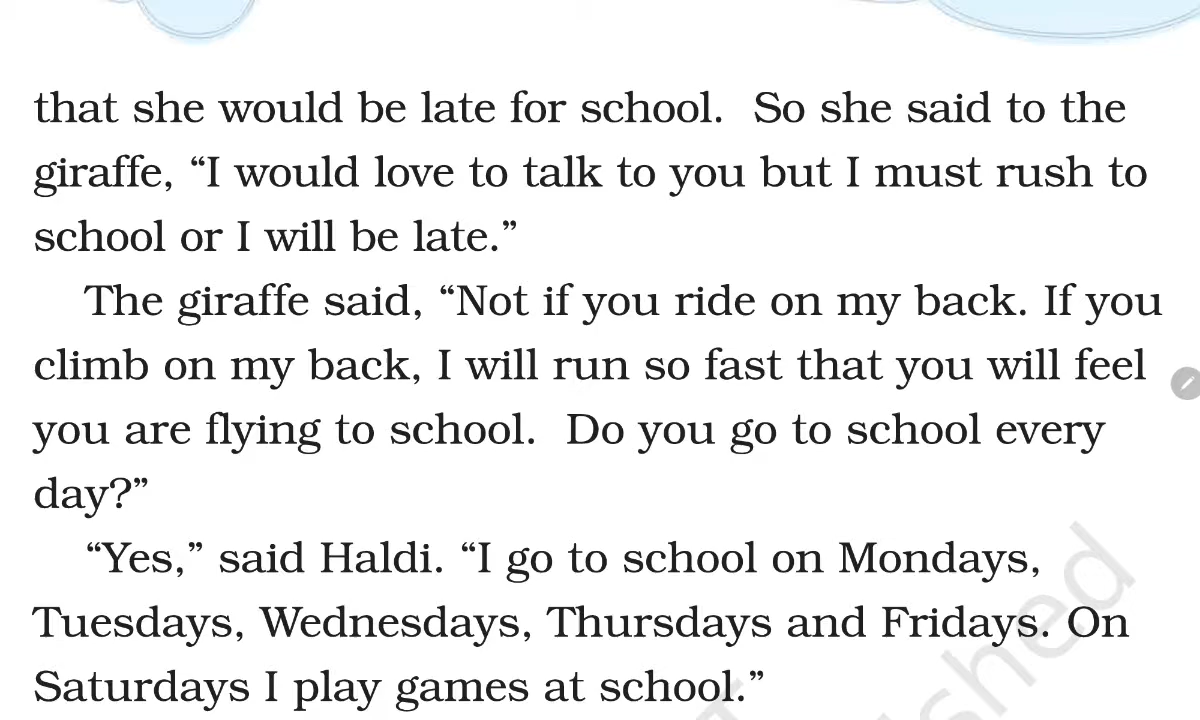 that she would be late for school.  So she said to the
giraffe, “I would love to talk to you but I must rush to
school or I will be late.”
The giraffe said, “Not if you ride on my back. If you
climb on my back, I will run so fast that you will feel
you are flying to school.  Do you go to school every
day?”
“Yes,” said Haldi. “I go to school on Mondays,
Tuesdays, Wednesdays, Thursdays and Fridays. On
Saturdays I play games at school.”